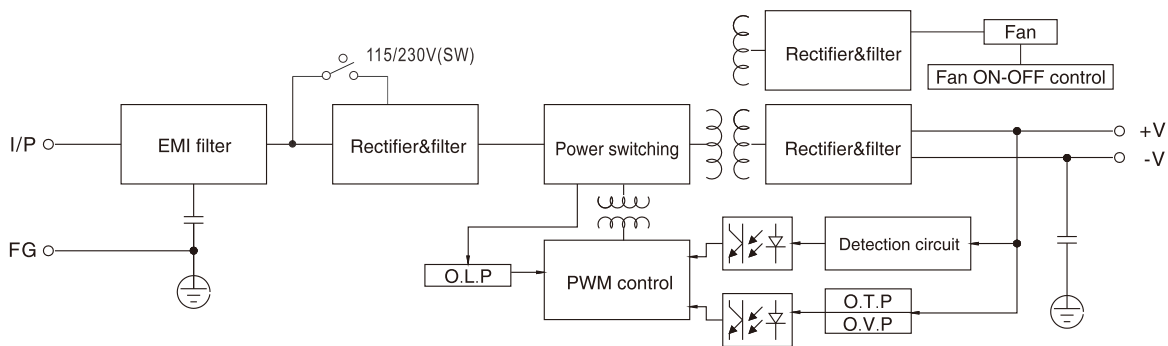 115/230V(SW)
Rectifier&filter
Fan
Fan ON-OFF control
I/P
EMI filter
Rectifier&filter
Power switching
Rectifier&filter
+V
-V
FG
O.L.P
PWM control
Detection circuit
O.T.P
O.V.P